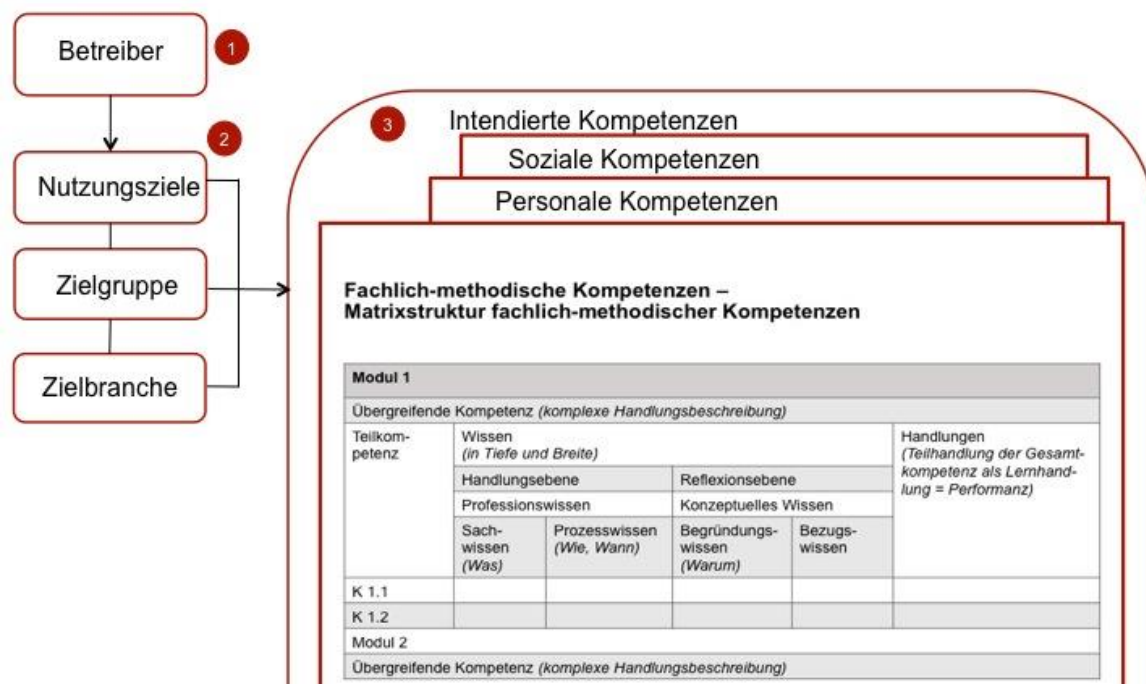 Betreiber
1
2
Nutzungsziele
Zielgruppe
Zielbranche
3
Intendierte Kompetenzen
Soziale Kompetenzen
Personale Kompetenzen
Fachlich-methodische Kompetenzen –
Matrixstruktur fachlich-methodischer Kompetenzen
Modul 1
Übergreifende Kompetenz (komplexe Handlungsbeschreibung)
Teilkom-
petenz
Wissen
(in Tiefe und Breite)
Handlungen
(Teilhandlung der Gesamt-
kompetenz als Lernhand-
lung = Performanz)
Handlungsebene
Reflexionsebene
Professionswissen
Konzeptuelles Wissen
Sach-
wissen
(Was)
Prozesswissen
(Wie, Wann)
Begründungs-
wissen
(Warum)
Bezugs-
wissen
K 1.1
K 1.2
Modul 2
Übergreifende Kompetenz (komplexe Handlungsbeschreibung)